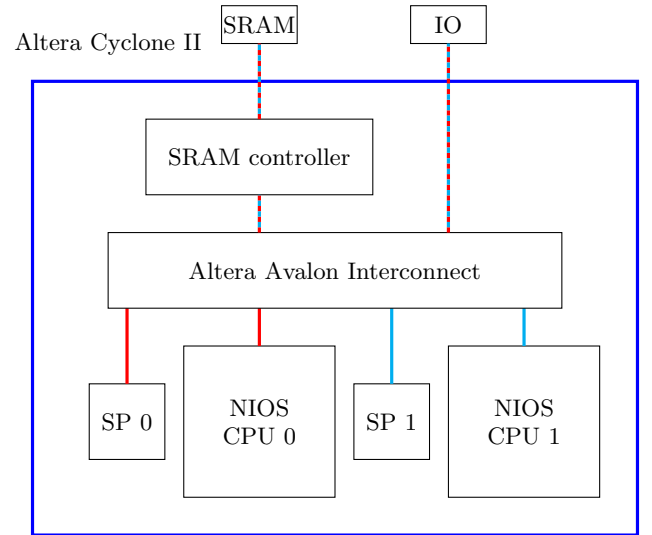 SRAM
IO
Altera Cyclone II
SRAM controller
Altera Avalon Interconnect
SP 0
NIOS
CPU 0
SP 1
NIOS
CPU 1